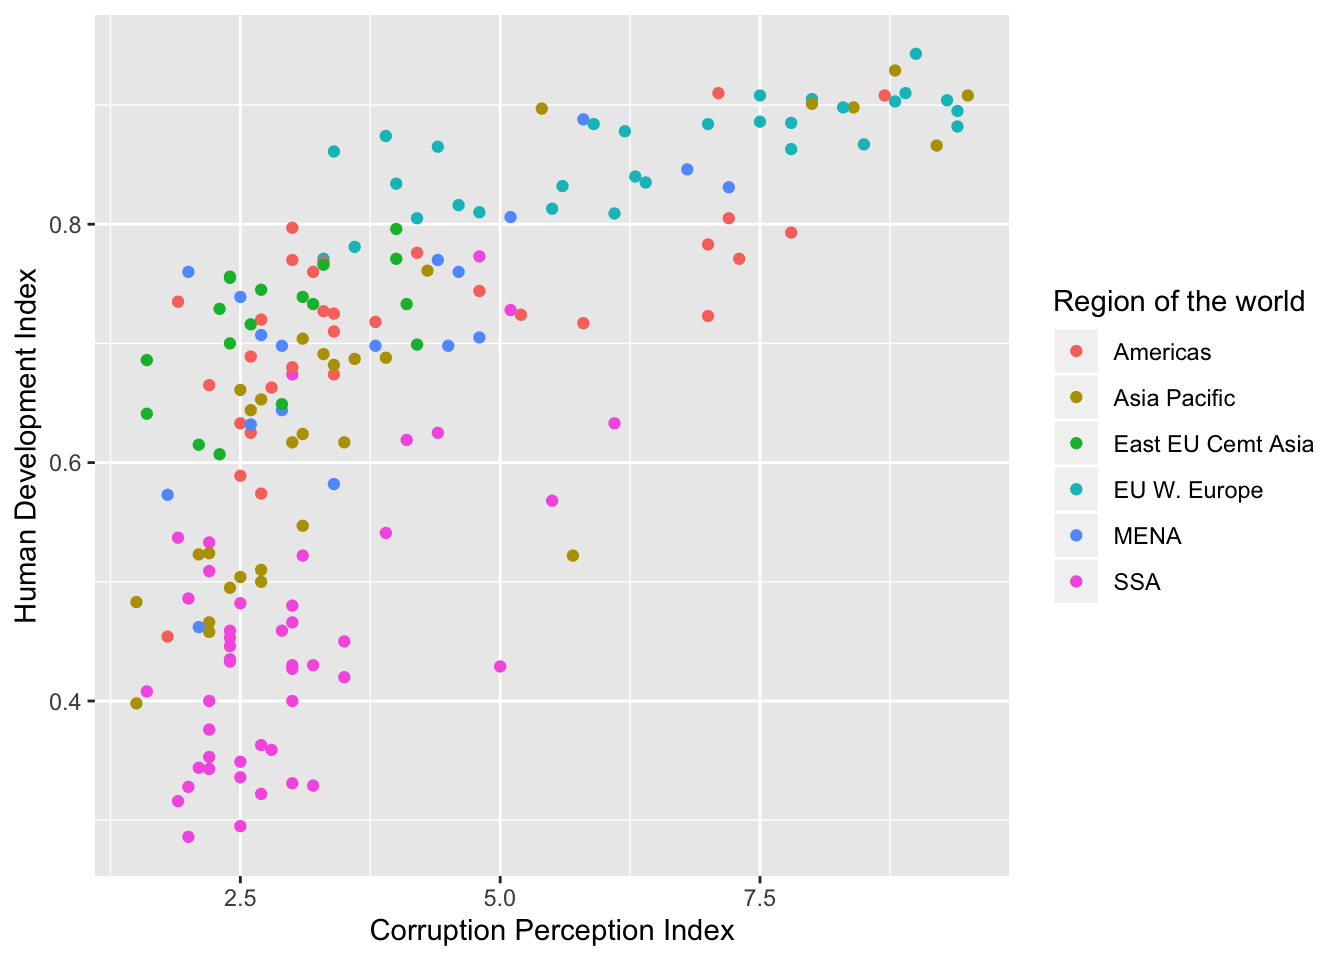 0.8
0.6
0.4
Human Development Index
2.5 5.0 7.5
Corruption Perception Index
Region of the world
Americas
Asia Pacific
East EU Cemt Asia
EU W. Europe
MENA
SSA